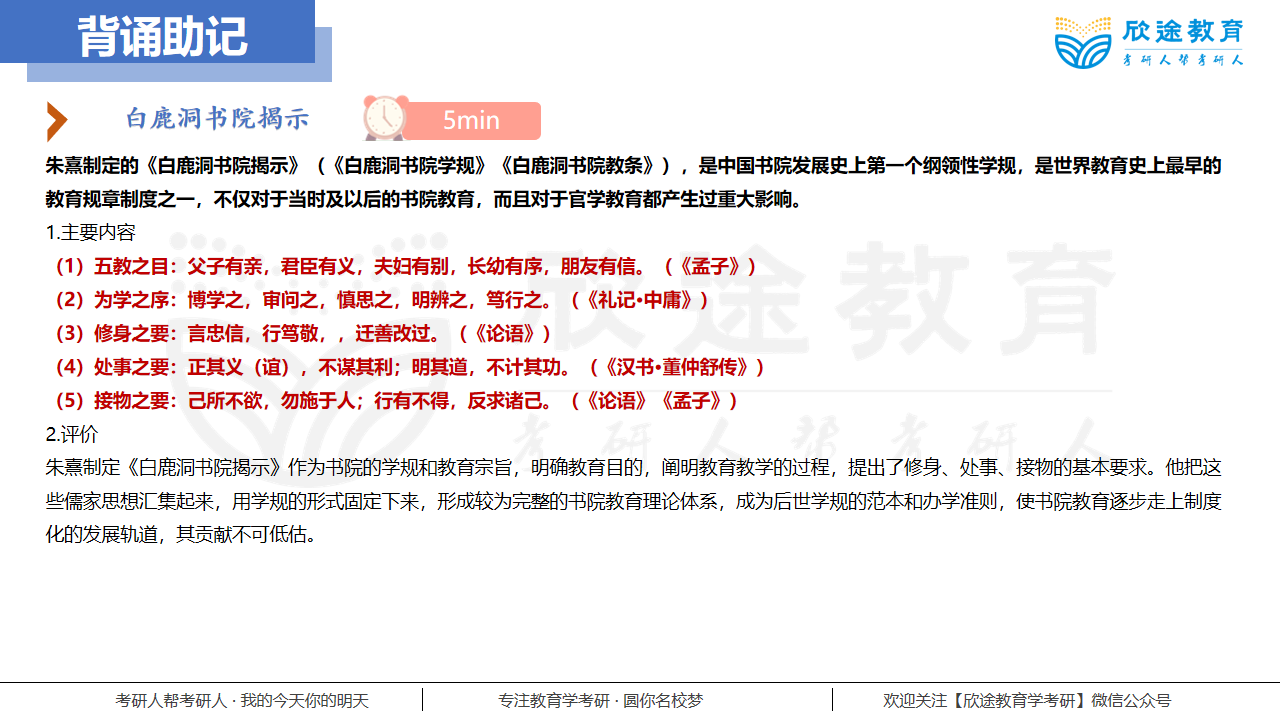 背诵助记
欣途教育
考研人帮考研人
白鹿洞书院揭示
5min
朱熹制定的《白鹿洞书院揭示》（《白鹿洞书院学规》《白鹿洞书院教条》），是中国书院发展史上第一个纲领性学规，是世界教育史上最早的
教育规章制度之一，不仅对于当时及以后的书院教育，而且对于官学教育都产生过重大影响。
1.主要内容
（1）五教之目：父子有亲，君臣有义，夫妇有别，长幼有序，朋友有信。（《孟子》）
（2）为学之序：博学之，审问之，慎思之，明辨之，笃行之。（《礼记•中庸》）
（3）修身之要：言忠信，行笃敬，，迁善改过。（《论语》）
（4）处事之要：正其义（谊），不谋其利；明其道，不计其功。（《汉书•董仲舒传》）
（5）接物之要：己所不欲，勿施于人；行有不得，反求诸己。（《论语》《孟子》）
2.评价
朱熹制定《白鹿洞书院揭示》作为书院的学规和教育宗旨，明确教育目的，阐明教育教学的过程，提出了修身、处事、接物的基本要求。他把这
些儒家思想汇集起来，用学规的形式固定下来，形成较为完整的书院教育理论体系，成为后世学规的范本和办学准则，使书院教育逐步走上制度
化的发展轨道，其贡献不可低估。
欣途教育
考研人帮考研人
考研人帮考研人 · 我的今天你的明天
专注教育学考研 · 圆你名校梦
欢迎关注【欣途教育学考研】微信公众号